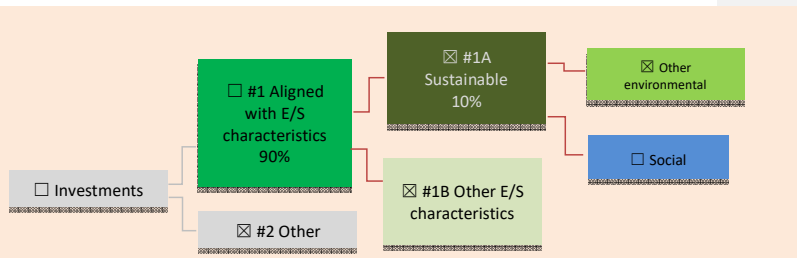 ☐ Investments
☐ #1 Aligned
with E/S
characteristics
90%
☒ #2 Other
☒ #1A
Sustainable
10%
☒ #1B Other E/S
characteristics
☒ Other
environmental
☐ Social